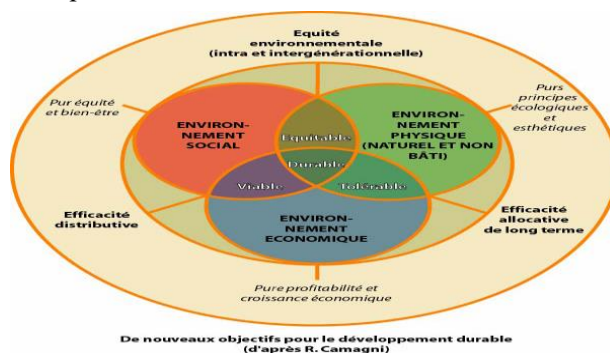 Equité
environnementale
(intra et intergénérationnelle)
Pur équité
et bien-être
Purs
principes
écologiques
et
esthétiques
ENVIRON-
NEMENT
SOCIAL
ENVIRON-
NEMENT
PHYSIQUE
(NATUREL ET NON
BÂTI)
Equitable
Durable
Viable
Tolérable
Efficacité
distributive
Efficacité
allocative
de long terme
ENVIRON-
NEMENT
ECONOMIQUE
Pure profitabilité et
croissance économique
De nouveaux objectifs pour le développement durable
(d'après R. Camagni)